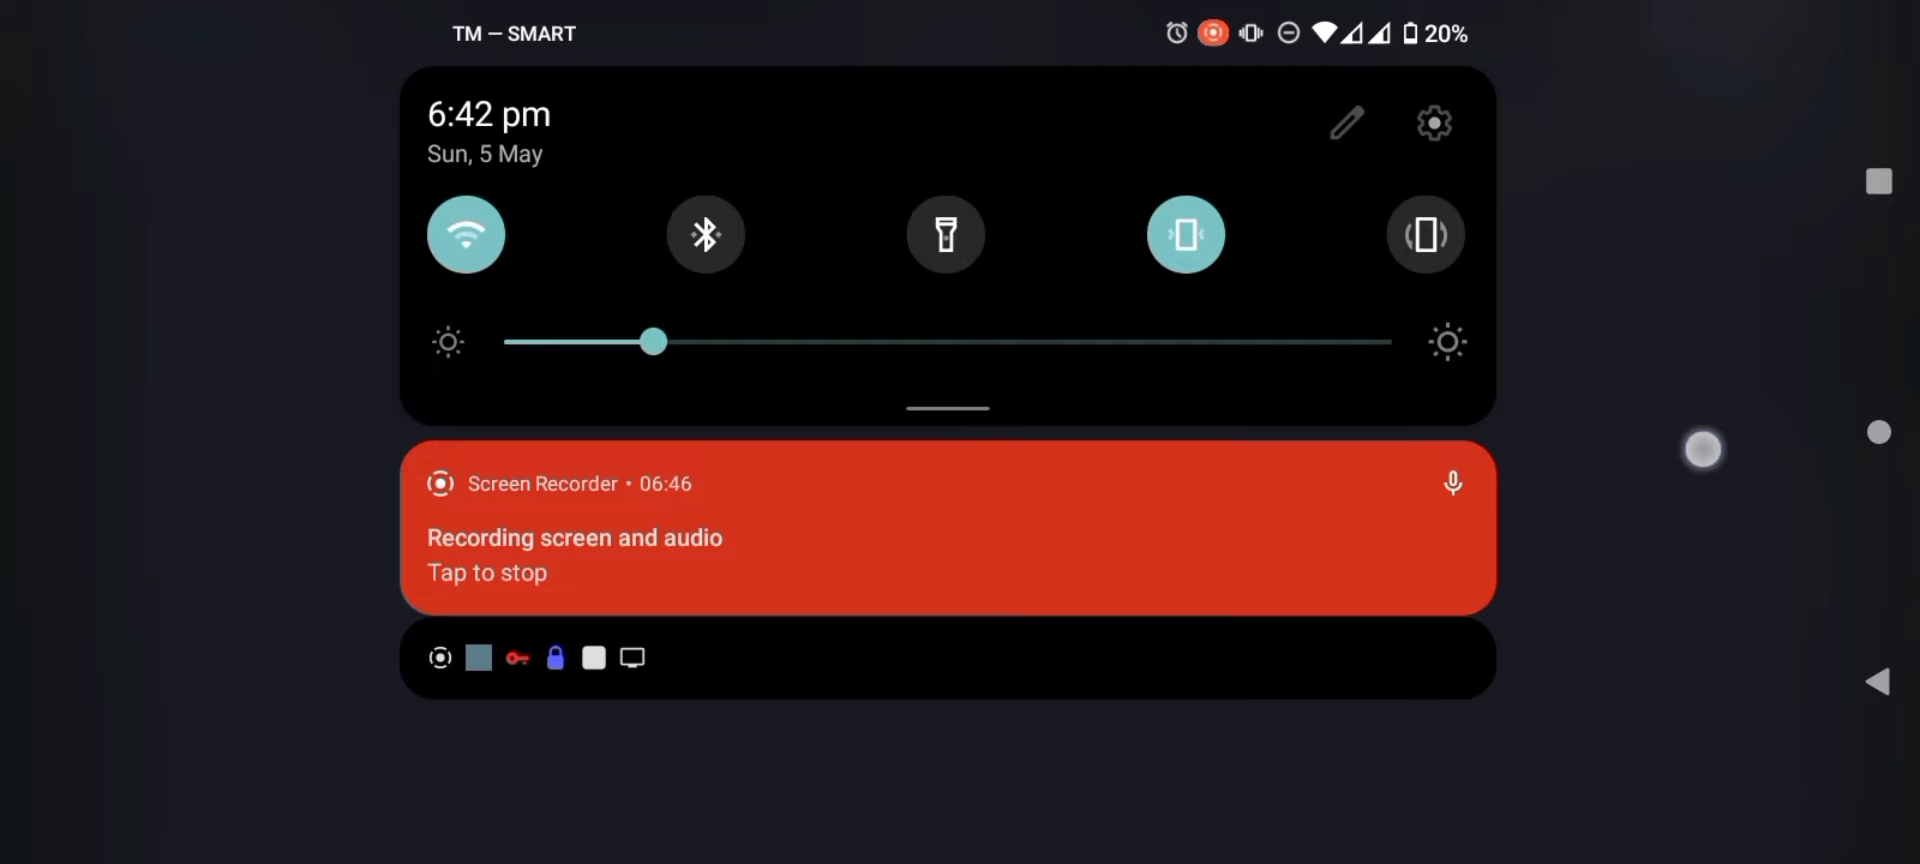 TM — SMART
20%
6:42 pm
Sun, 5 May
Screen Recorder • 06:46
Recording screen and audio
Tap to stop